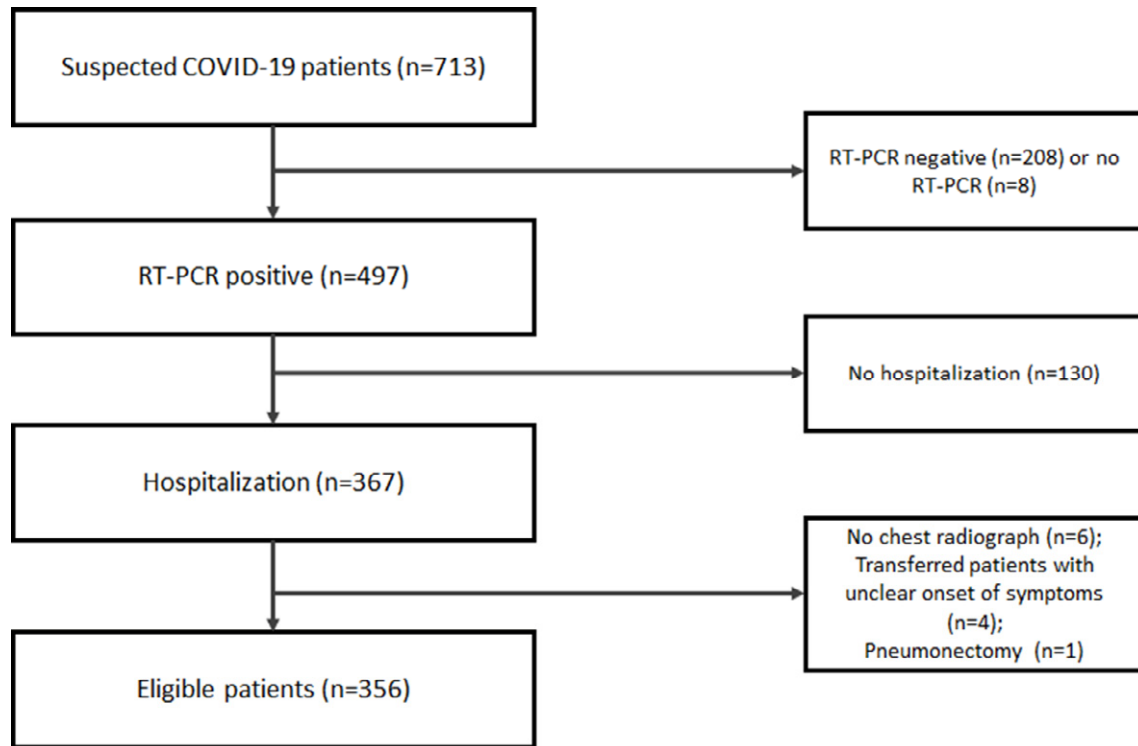 Suspected COVID-19 patients (n=713)
RT-PCR negative (n=208) or no
RT-PCR (n=8)
RT-PCR positive (n=497)
No hospitalization (n=130)
Hospitalization (n=367)
No chest radiograph (n=6);
Transferred patients with
unclear onset of symptoms
(n=4);
Pneumonectomy (n=1)
Eligible patients (n=356)